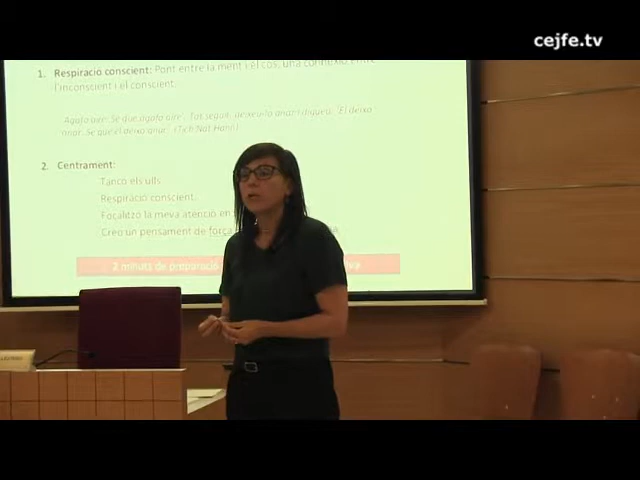 cejfe.tv
1. Respiració conscient: Pont entre la ment i el cos, una connexió entre
l'inconscient i el conscient.
Agafo aire: Se que agafo aire'. Tot seguit, deixeu-lo anar i digueu: 'El deixo
anar. Se que el deixo anar'. (Tich Nat Hahn)
2. Centrament:
Tanco els ulls
Respiració conscient.
Focalitzo la meva atenció en
Creo un pensament de força
2 minuts de preparació